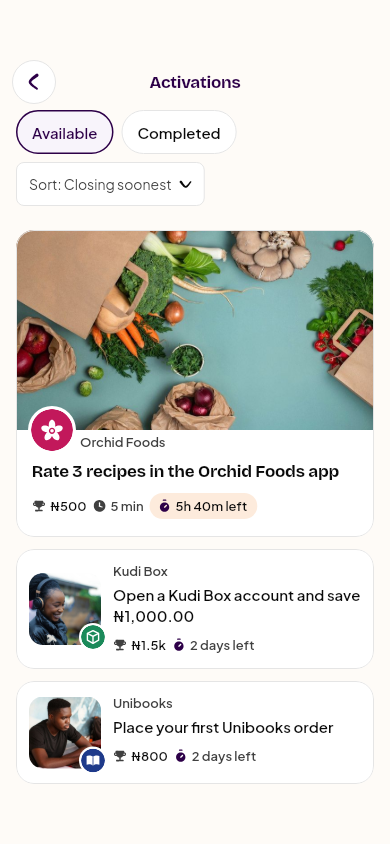 Activations
Available
Completed
Sort: Closing soonest
Orchid Foods
Rate 3 recipes in the Orchid Foods app
₦500
5 min
5h 40m left
Kudi Box
Open a Kudi Box account and save
₦1,000.00
₦1.5k
2 days left
Unibooks
Place your first Unibooks order
₦800
2 days left